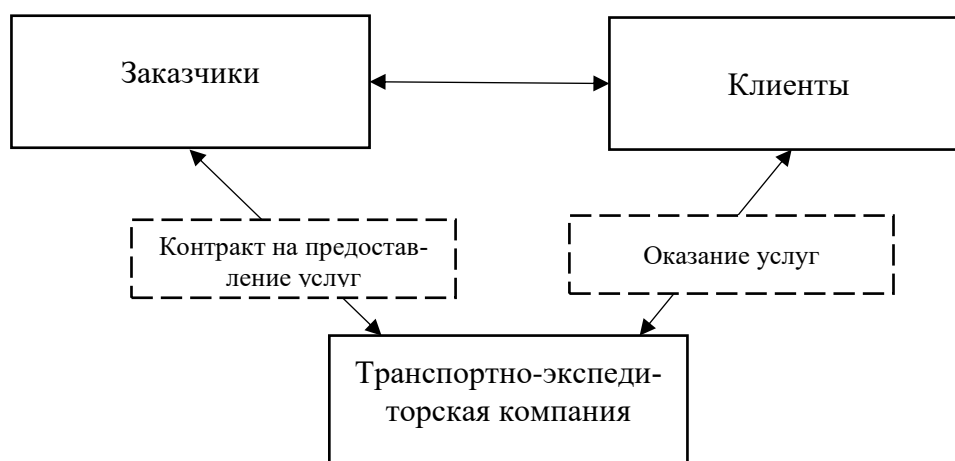 Заказчики
Клиенты
Контракт на предостав-
ление услуг
Оказание услуг
Транспортно-экспеди-
торская компания